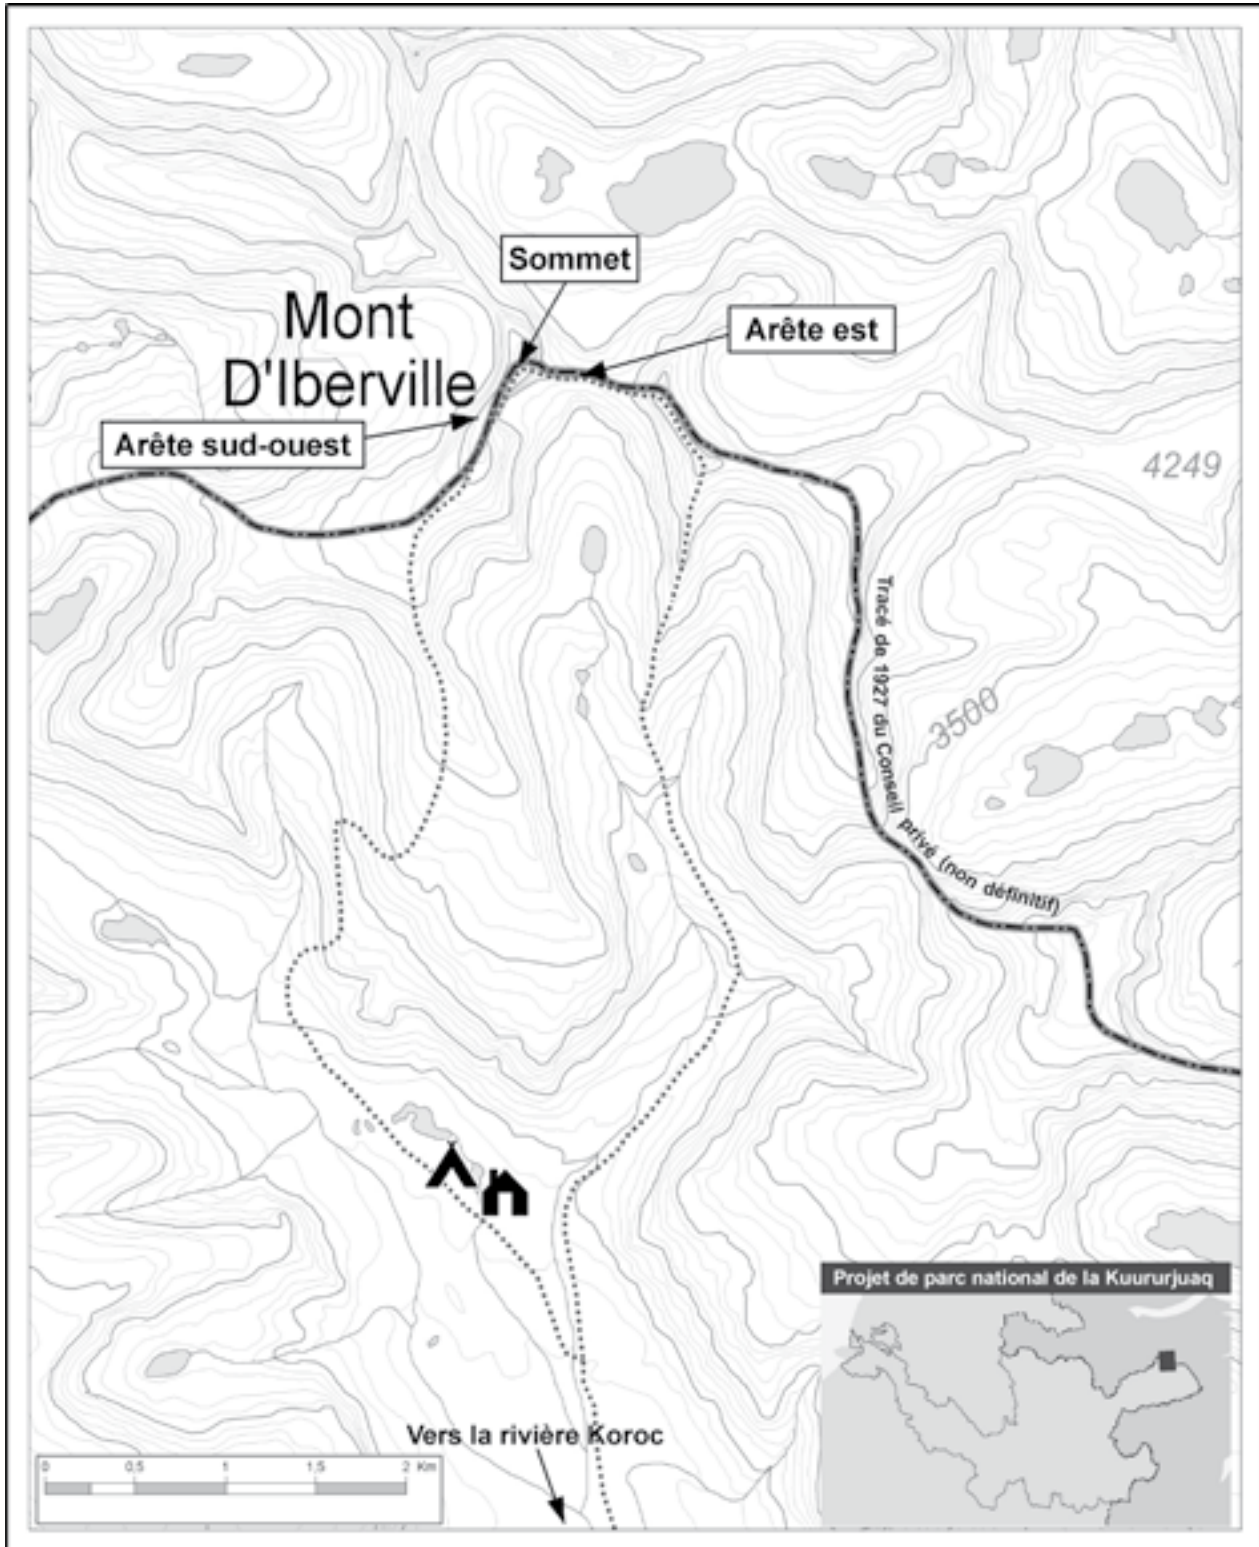 Sommet
Mont
D'Iberville
Arête est
Arête sud-ouest
4249
3500
Tracé de 1927 du Conseil privé (non définitif)
Projet de parc national de la Kuururjuaq
Vers la rivière Koroc
0 0,5 1 1,5 2 Km